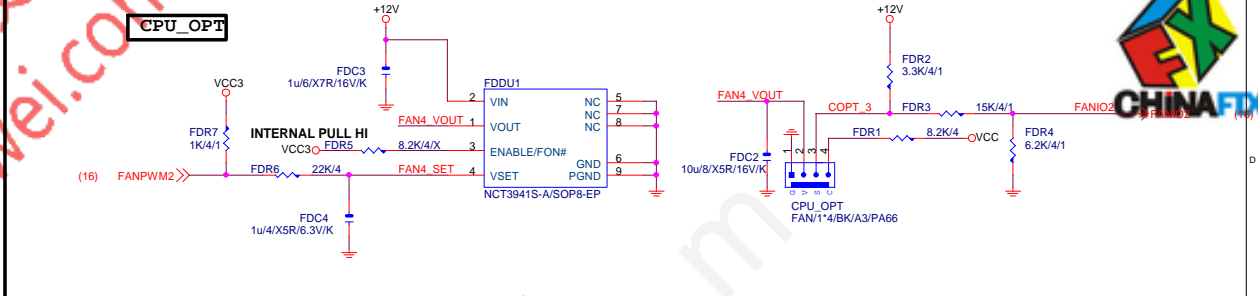 CPU_OPT
+12V
FDC3
1u/6/X7R/16V/K
VCC3
FDR7
1K/4/1
INTERNAL PULL HI
VCC3 FDR5 8.2K/4/X
(16) FANPWM2
FDR6 22K/4
FAN4_VOUT
FAN4_SET
FDC4
1u/4/X5R/6.3V/K
FDDU1
2 VIN NC 5
NC 7
1 VOUT NC 8
3 ENABLE/FON#
GND 6
4 VSET PGND 9
NCT3941S-A/SOP8-EP
+12V
FDR2
3.3K/4/1
FAN4_VOUT
COPT_3 FDR3 15K/4/1 FANIO2
FDR1 8.2K/4 VCC
FDR4
6.2K/4/1
FDC2
10u/8/X5R/16V/K
1 2 3 4
G V S C
CPU_OPT
FAN/1*4/BK/A3/PA66
CHiNAFIX
FANIO2 (16)
D
vei.com
m